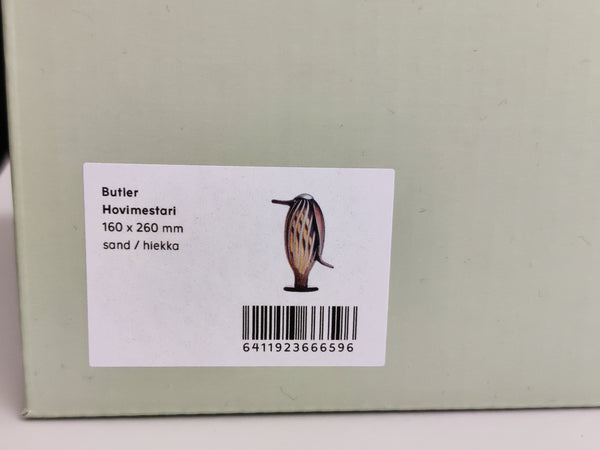 Butler
Hovimestari
160 x 260 mm
sand / hiekka
6411923666596